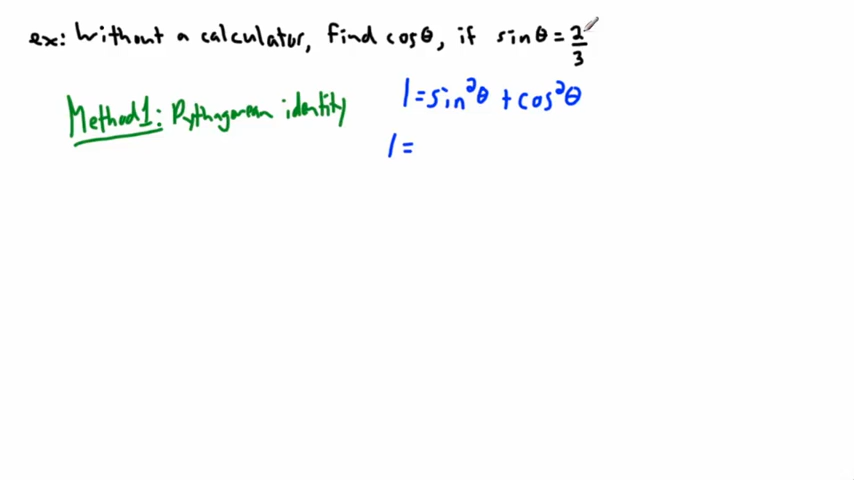 ex: Without a calculator, find cosθ, if sinθ = 2/3
Method 1: Pythagorean identity
1 = sin²θ + cos²θ
1 =